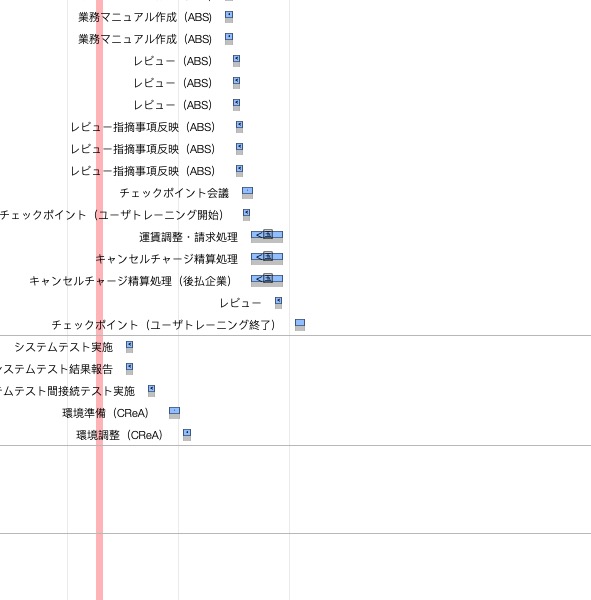 業務マニュアル作成（ABS)
業務マニュアル作成（ABS)
レビュー（ABS)
レビュー（ABS)
レビュー（ABS)
レビュー指摘事項反映（ABS）
レビュー指摘事項反映（ABS）
レビュー指摘事項反映（ABS）
チェックポイント会議
チェックポイント（ユーザトレーニング開始）
運賃調整・請求処理
キャンセルチャージ精算処理
キャンセルチャージ精算処理（後払企業）
レビュー
チェックポイント（ユーザトレーニング終了）
システムテスト実施
システムテスト結果報告
テムテスト間接続テスト実施
環境準備（CReA）
環境調整（CReA）